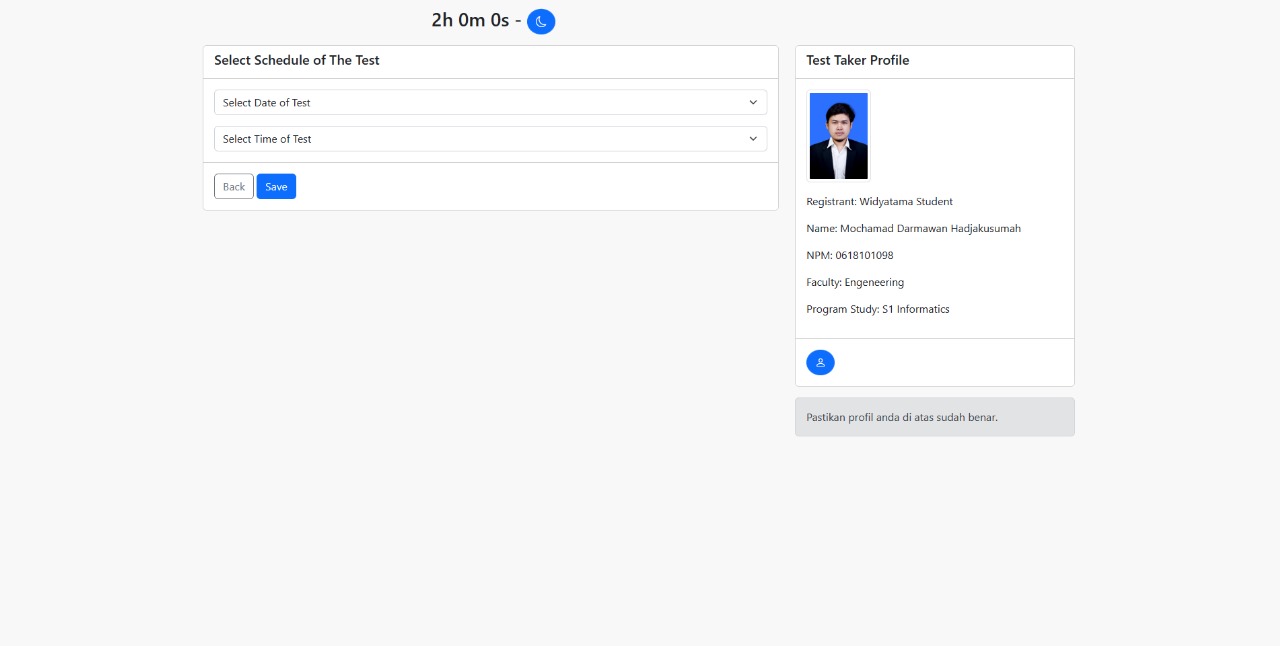 2h 0m 0s -
Select Schedule of The Test
Select Date of Test
Select Time of Test
Back Save
Test Taker Profile
Registrant: Widyatama Student
Name: Mochamad Darmawan Hadjakusumah
NPM: 0618101098
Faculty: Engeneering
Program Study: S1 Informatics
Pastikan profil anda di atas sudah benar.